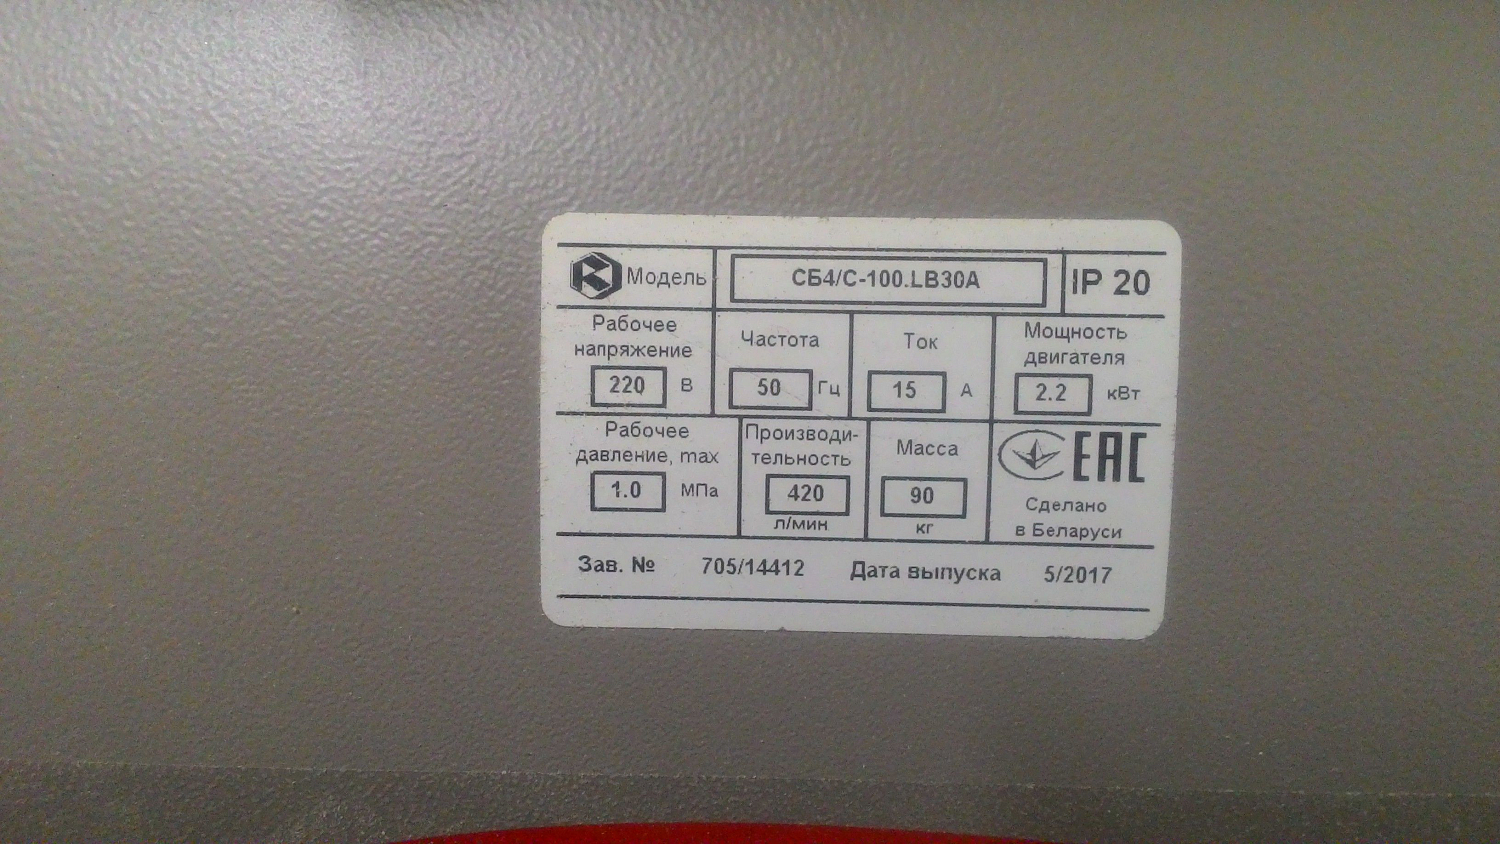 Модель СБ4/С-100.LB30А IP 20
Рабочее напряжение 220 В
Частота 50 Гц
Ток 15 А
Мощность двигателя 2.2 кВт
Рабочее давление, max 1.0 МПа
Производи-
тельность
420
л/мин
Масса
90
кг
EAC
Сделано
в Беларуси
Зав. № 705/14412 Дата выпуска 5/2017